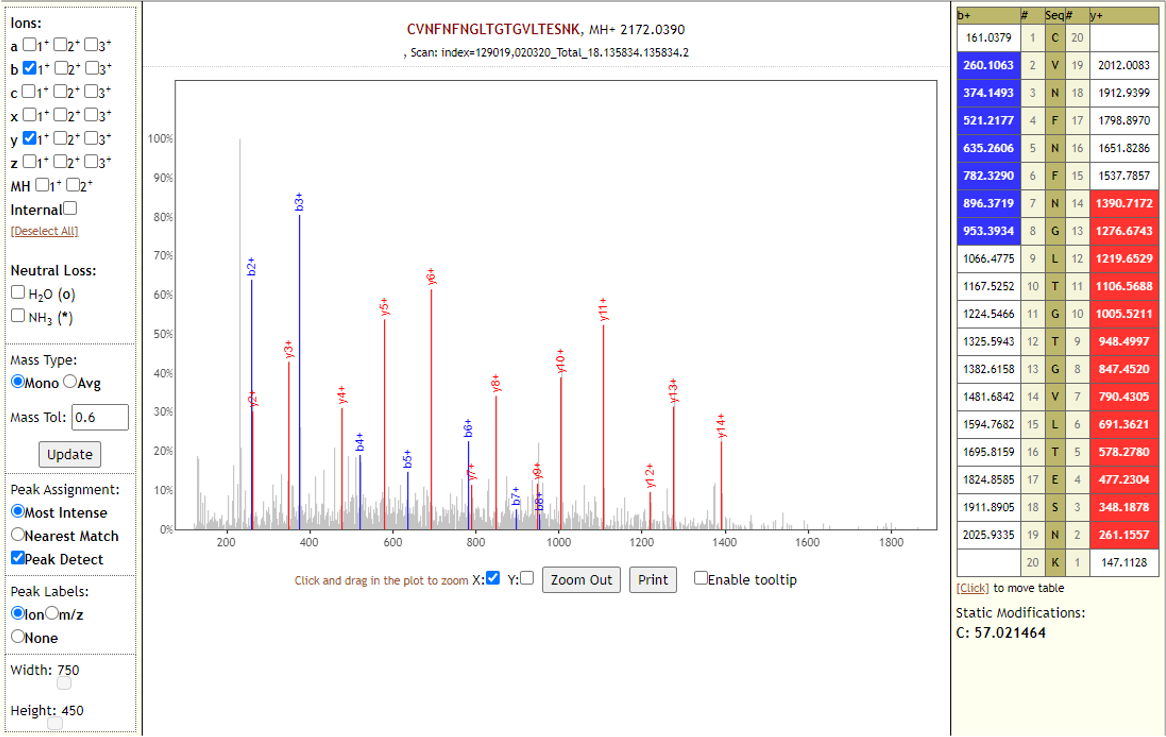 Ions:
a 1+ 2+ 3+
b 1+ 2+ 3+
c 1+ 2+ 3+
x 1+ 2+ 3+
y 1+ 2+ 3+
z 1+ 2+ 3+
MH 1+ 2+
Internal
[Deselect All]
Neutral Loss:
H2O (o)
NH3 (*)
Mass Type:
Mono Avg
Mass Tol: 0.6
Update
Peak Assignment:
Most Intense
Nearest Match
Peak Detect
Peak Labels:
Ion m/z
None
Width: 750
Height: 450
CVNFNFNGLTGTGVLTESNK, MH+ 2172.0390
, Scan: index=129019,020320_Total_18.135834.135834.2
100%
90%
80%
70%
60%
50%
40%
30%
20%
10%
0%
b2+
y2+
y3+
b3+
y4+
b4+
y5+
b5+
y6+
b6+
y7+
y8+
b7+
y9+
b8+
y10+
y11+
y12+
y13+
y14+
200 400 600 800 1000 1200 1400 1600 1800
Click and drag in the plot to zoom X: Y: Zoom Out Print Enable tooltip
b+ # Seq # y+
161.0379 1 C 20
260.1063 2 V 19 2012.0083
374.1493 3 N 18 1912.9399
521.2177 4 F 17 1798.8970
635.2606 5 N 16 1651.8286
782.3290 6 F 15 1537.7857
896.3719 7 N 14 1390.7172
953.3934 8 G 13 1276.6743
1066.4775 9 L 12 1219.6529
1167.5252 10 T 11 1106.5688
1224.5466 11 G 10 1005.5211
1325.5943 12 T 9 948.4997
1382.6158 13 G 8 847.4520
1481.6842 14 V 7 790.4305
1594.7682 15 L 6 691.3621
1695.8159 16 T 5 578.2780
1824.8585 17 E 4 477.2304
1911.8905 18 S 3 348.1878
2025.9335 19 N 2 261.1557
20 K 1 147.1128
[Click] to move table
Static Modifications:
C: 57.021464